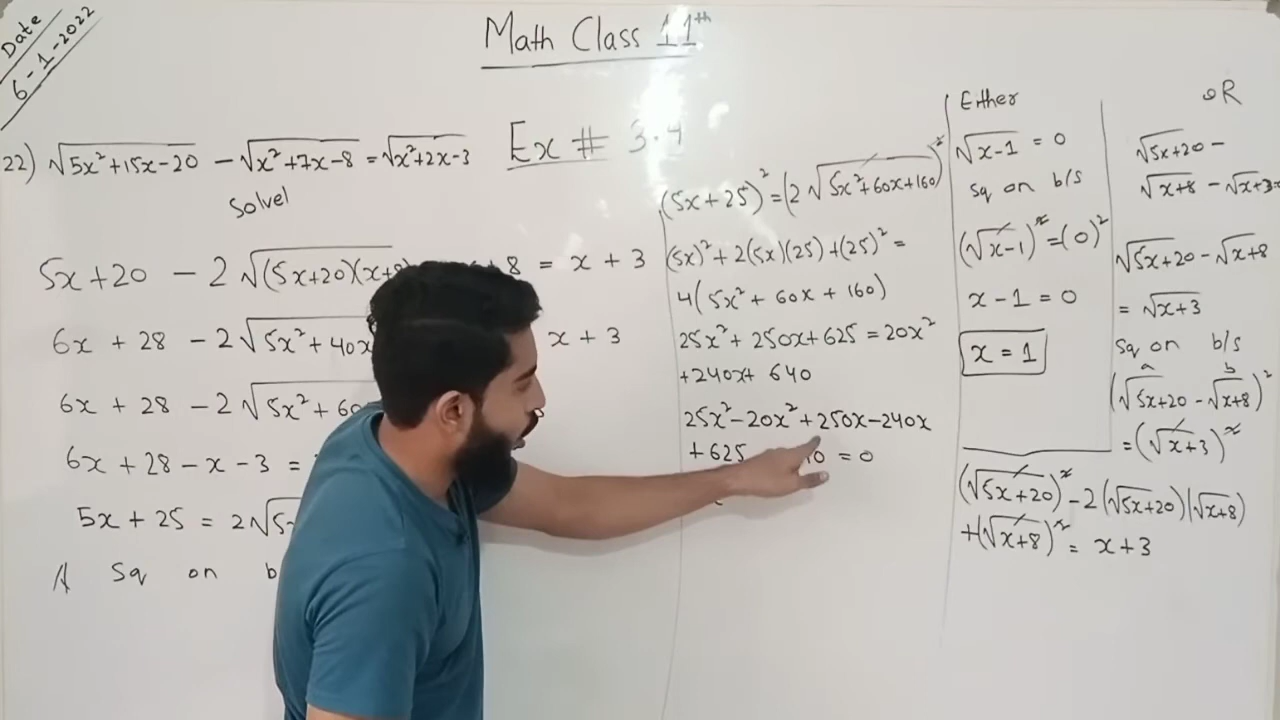 Date
6-1-2022
Math Class 11th
Ex # 3.4
22) √5x²+15x-20 - √x²+7x-8 = √x²+2x-3
Solve
5x+20 - 2√(5x+20)(x+8) + x+8 = x+3
6x + 28 - 2√5x²+40x x+3
6x + 28 - 2√5x²+60
6x + 28 - x - 3 =
5x + 25 = 2√5
Sq on b
(5x+25)² = (2√5x²+60x+160)²
(5x)² + 2(5x)(25) + (25)² =
4(5x² + 60x + 160)
25x² + 250x + 625 = 20x²
+240x + 640
25x² - 20x² + 250x - 240x
+ 625 = 0
Either
√x-1 = 0
Sq on b/s
(√x-1)² = (0)²
x-1 = 0
x = 1
OR
√5x+20 -
√x+8 - √x+3
√5x+20 - √x+8
= √x+3
Sq on b/s
a b
(√5x+20 - √x+8)²
= (√x+3)²
(√5x+20)² - 2(√5x+20)(√x+8)
+(√x+8)² = x+3